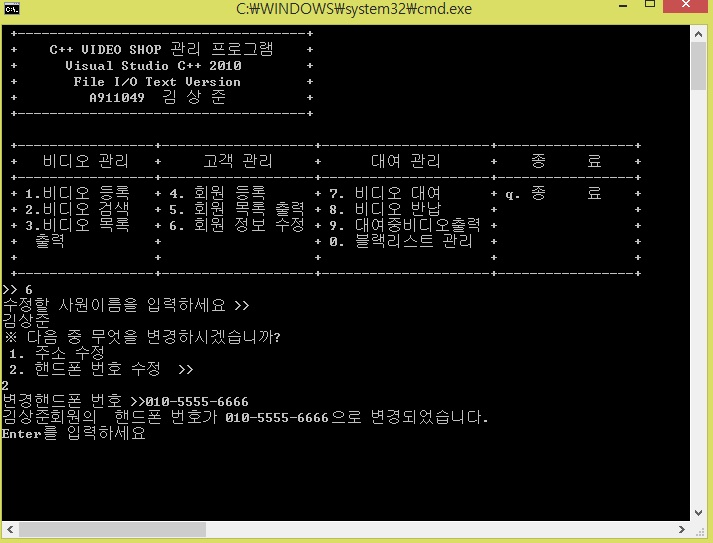 C:₩WINDOWS₩system32₩cmd.exe
+------------------------------------+
+ C++ VIDEO SHOP 관리 프로그램 +
+ Visual Studio C++ 2010 +
+ File I/O Text Version +
+ A911049 김 상 준 +
+------------------------------------+
+-----------------+-------------------+--------------------+-----------------+
+ 비디오 관리 + 고객 관리 + 대여 관리 + 종 료 +
+-----------------+-------------------+--------------------+-----------------+
+ 1.비디오 등록 + 4. 회원 등록 + 7. 비디오 대여 + q. 종 료 +
+ 2.비디오 검색 + 5. 회원 목록 출력 + 8. 비디오 반납 + +
+ 3.비디오 목록 + 6. 회원 정보 수정 + 9. 대여중비디오출력 + +
+ 출력 + + 0. 블랙리스트 관리 + +
+ + + + +
+-----------------+-------------------+--------------------+-----------------+
>> 6
수정할 사원이름을 입력하세요 >>
김상준
※ 다음 중 무엇을 변경하시겠습니까?
1. 주소 수정
2. 핸드폰 번호 수정 >>
2
변경핸드폰 번호 >>010-5555-6666
김상준회원의 핸드폰 번호가 010-5555-6666으로 변경되었습니다.
Enter를 입력하세요